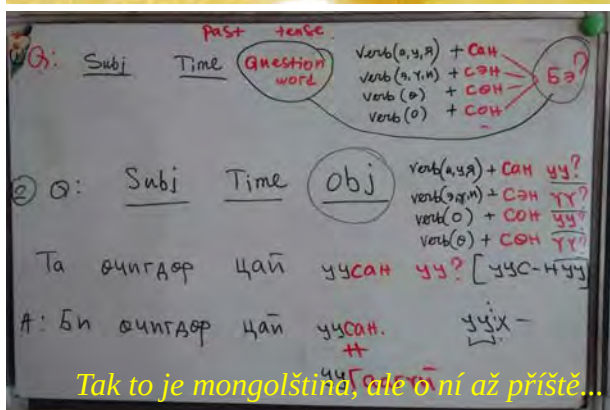 past tense
① Q: Subj Time Question word
verb(а,у,я) + сан
verb(э,ү,и) + сэн
verb(ө) + сөн
verb(о) + сон
Бэ?
② Q: Subj Time Obj
verb(а,у,я) + сан уу?
verb(э,ү,и) + сэн үү?
verb(о) + сон уу?
verb(ө) + сөн үү?
Та өчигдөр цай уусан уу? [уус-н уу]
A: Би өчигдөр цай уусан.
уух –
Tak to je mongolština, ale o ní až příště...